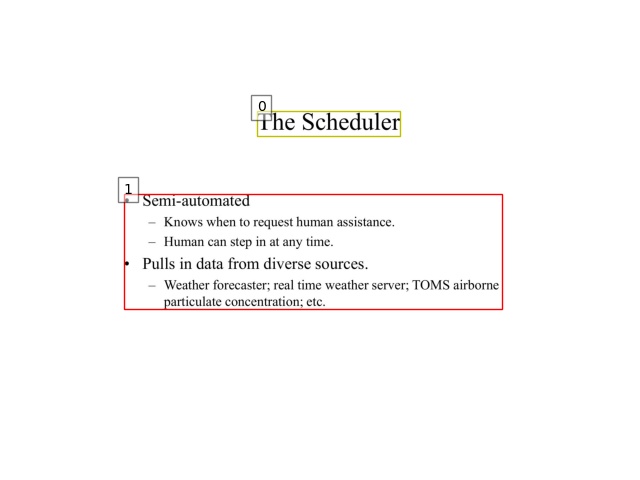 0
The Scheduler
1
• Semi-automated
– Knows when to request human assistance.
– Human can step in at any time.
• Pulls in data from diverse sources.
– Weather forecaster; real time weather server; TOMS airborne
particulate concentration; etc.